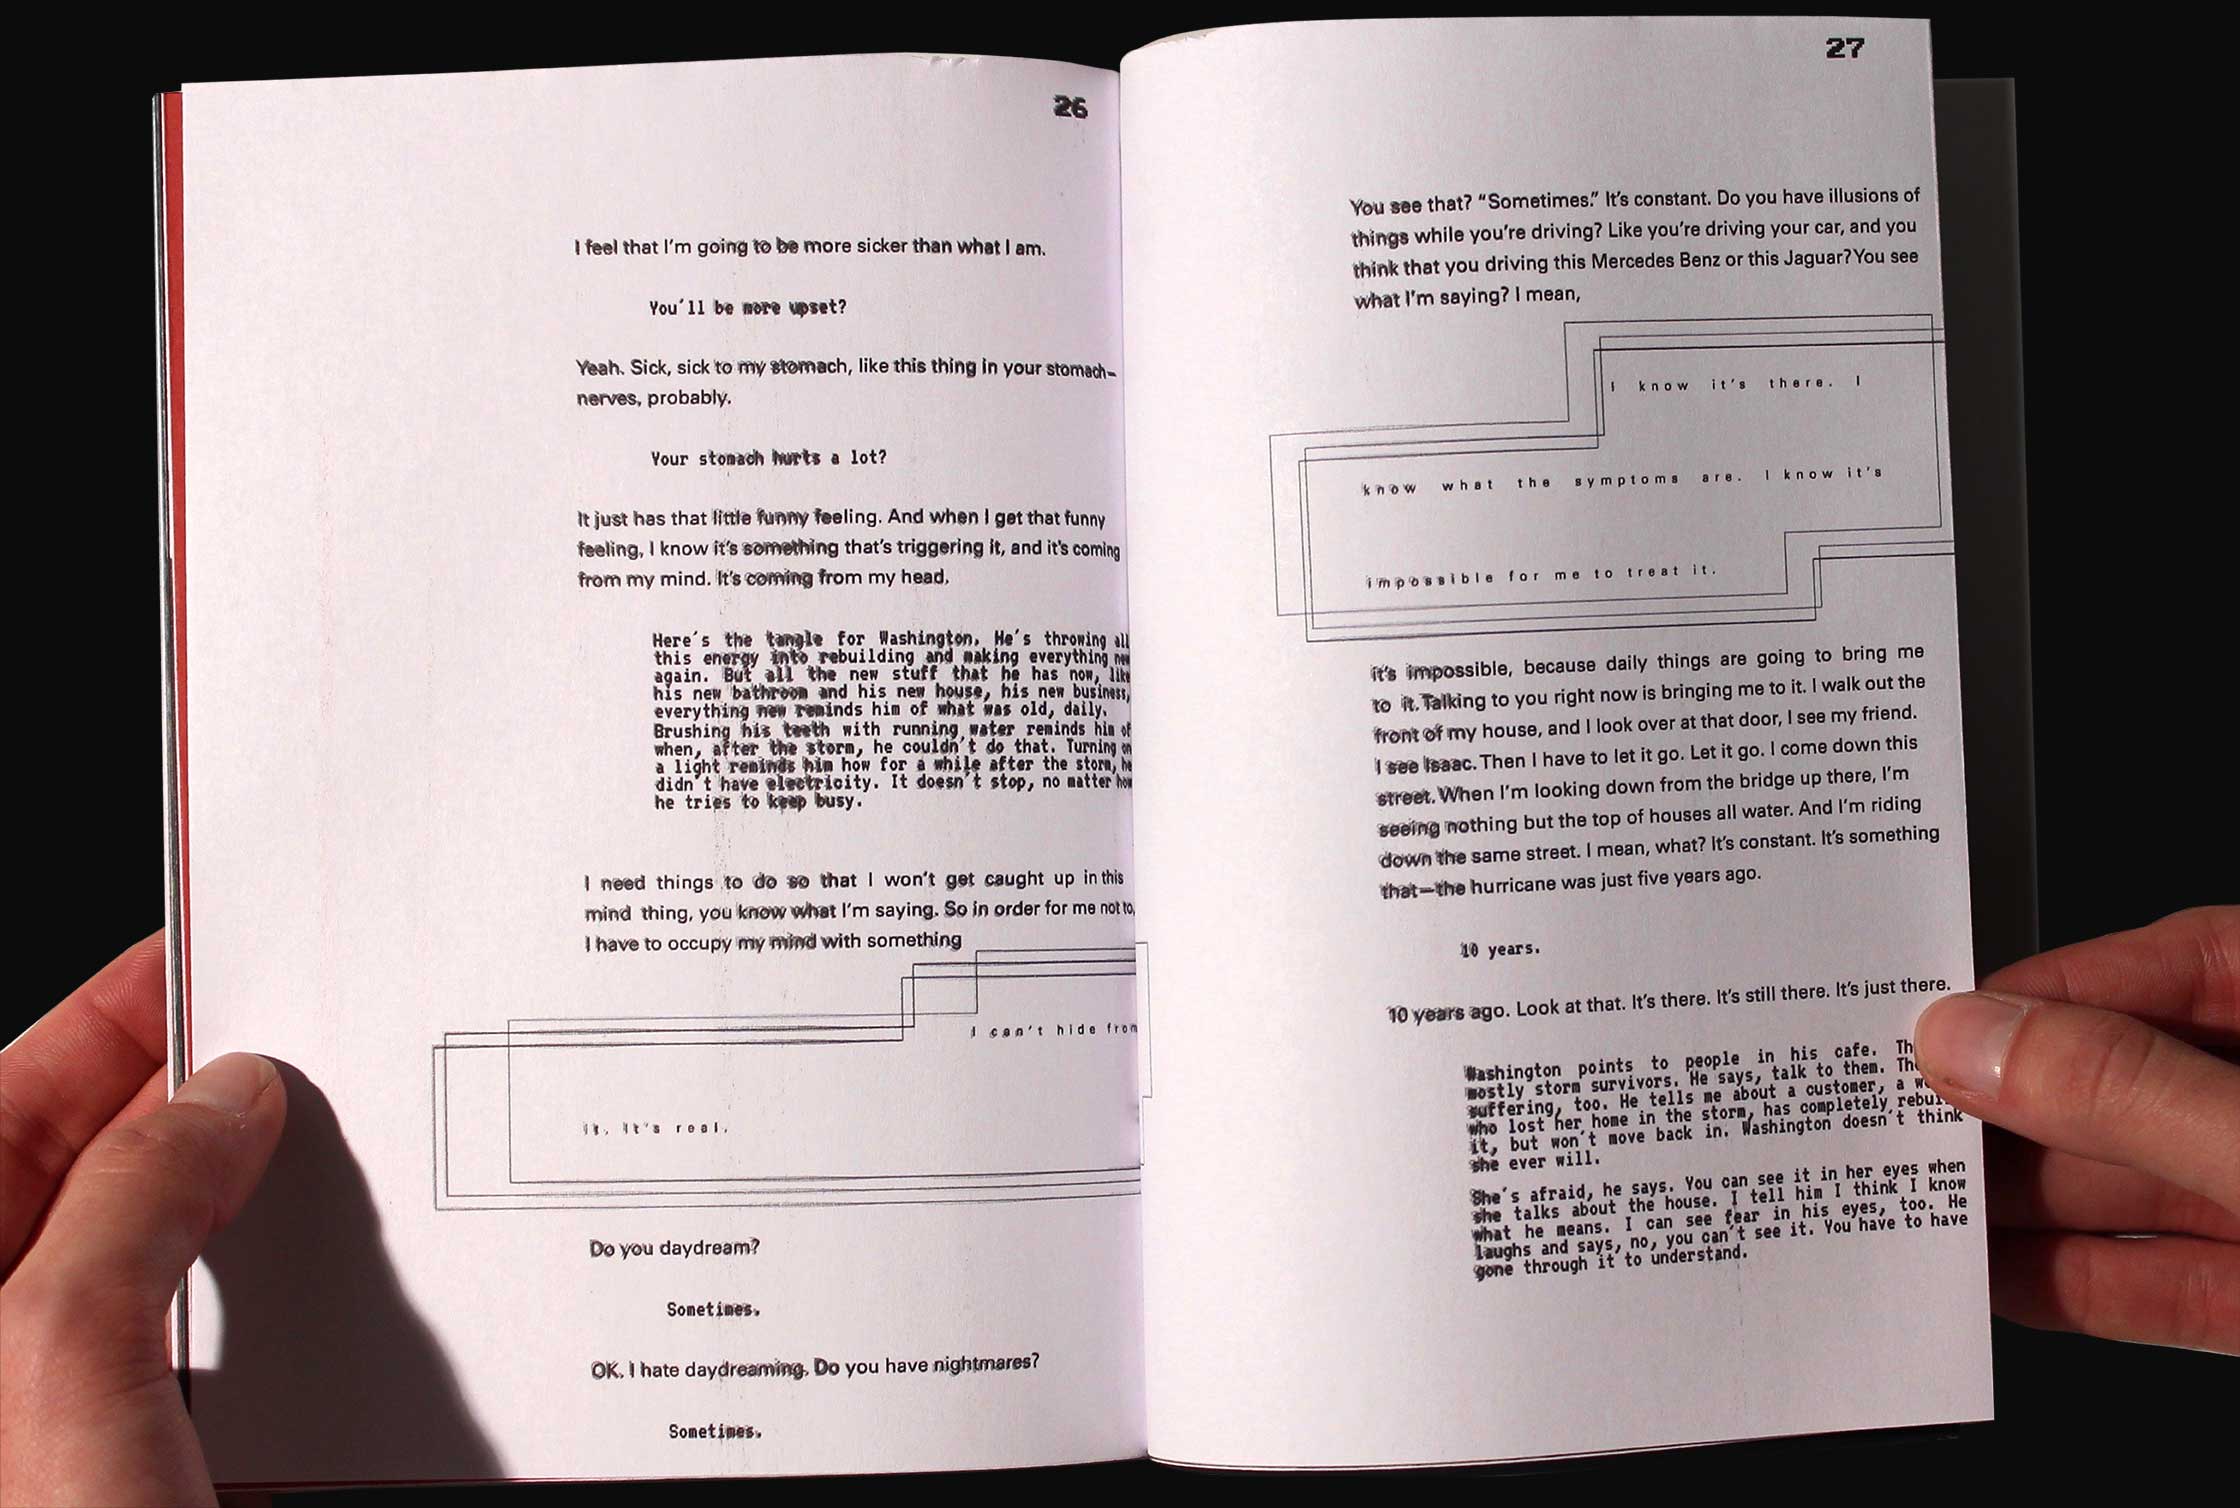 26
I feel that I'm going to be more sicker than what I am.
You'll be more upset?
Yeah. Sick, sick to my stomach, like this thing in your stomach–
nerves, probably.
Your stomach hurts a lot?
It just has that little funny feeling. And when I get that funny
feeling, I know it's something that's triggering it, and it's coming
from my mind. It's coming from my head.
Here's the tangle for Washington. He's throwing all
this energy into rebuilding and making everything new
again. But all the new stuff that he has now, like
his new bathroom and his new house, his new business,
everything new reminds him of what was old, daily.
Brushing his teeth with running water reminds him of
when, after the storm, he couldn't do that. Turning on
a light reminds him how for a while after the storm, he
didn't have electricity. It doesn't stop, no matter how
he tries to keep busy.
I need things to do so that I won't get caught up in this
mind thing, you know what I'm saying. So in order for me not to,
I have to occupy my mind with something
I can't hide from
it. It's real.
Do you daydream?
Sometimes.
OK. I hate daydreaming. Do you have nightmares?
Sometimes.
27
You see that? “Sometimes.” It's constant. Do you have illusions of
things while you're driving? Like you're driving your car, and you
think that you driving this Mercedes Benz or this Jaguar? You see
what I'm saying? I mean,
I know it's there. I
know what the symptoms are. I know it's
impossible for me to treat it.
it's impossible, because daily things are going to bring me
to it. Talking to you right now is bringing me to it. I walk out the
front of my house, and I look over at that door, I see my friend.
I see Isaac. Then I have to let it go. Let it go. I come down this
street. When I'm looking down from the bridge up there, I'm
seeing nothing but the top of houses all water. And I'm riding
down the same street. I mean, what? It's constant. It's something
that—the hurricane was just five years ago.
10 years.
10 years ago. Look at that. It's there. It's still there. It's just there.
Washington points to people in his cafe.
mostly storm survivors. He says, talk to them.
suffering, too. He tells me about a customer, a
who lost her home in the storm, has completely
it, but won't move back in. Washington doesn't think
she ever will.
She's afraid, he says. You can see it in her eyes when
she talks about the house. I tell him I think I know
what he means. I can see fear in his eyes, too. He
laughs and says, no, you can't see it. You have to have
gone through it to understand.